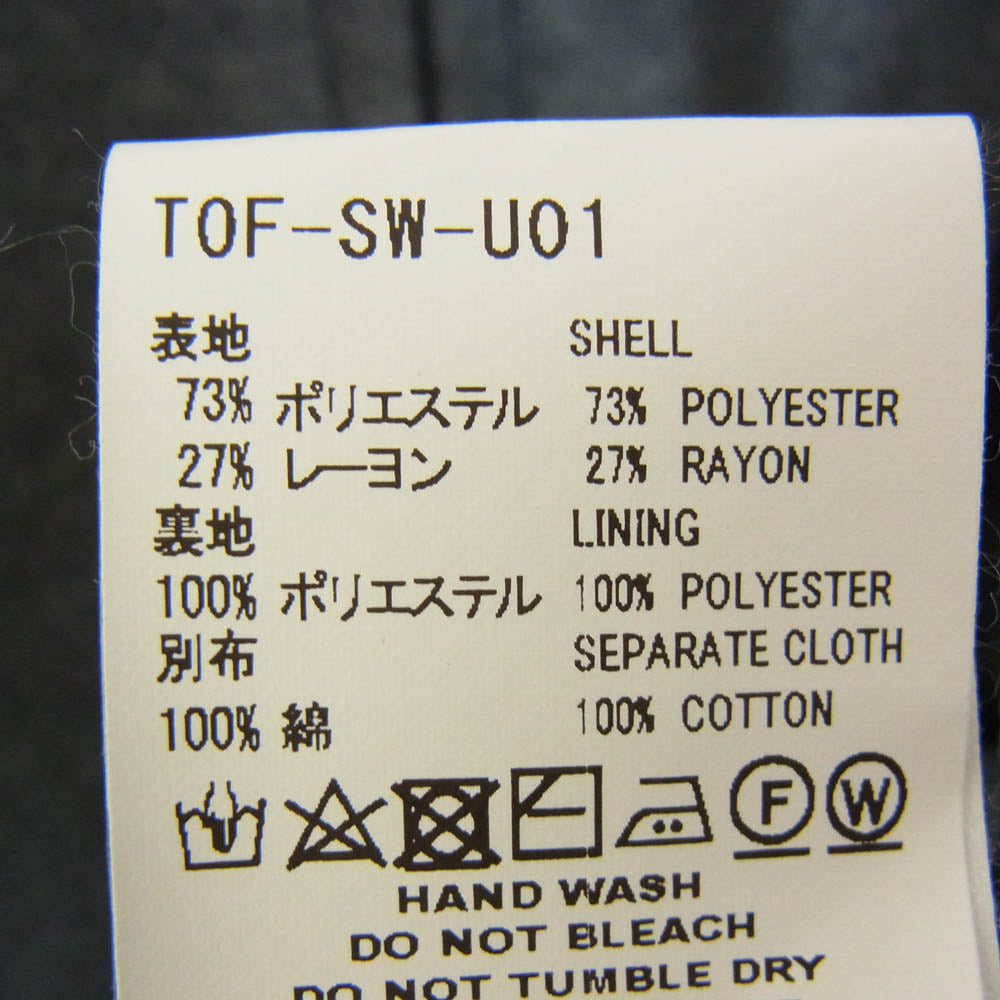 TOF-SW-U01
表地 SHELL
73% ポリエステル 73% POLYESTER
27% レーヨン 27% RAYON
裏地 LINING
100% ポリエステル 100% POLYESTER
別布 SEPARATE CLOTH
100% 綿 100% COTTON
F W
HAND WASH
DO NOT BLEACH
DO NOT TUMBLE DRY